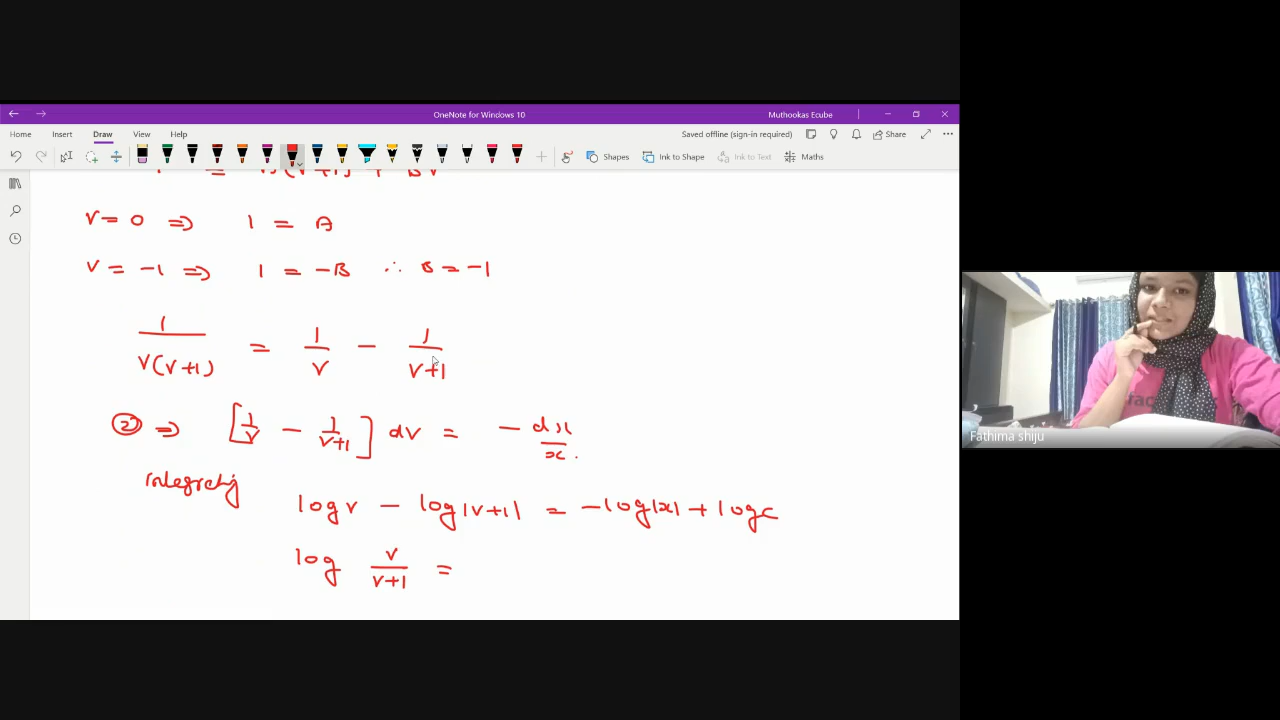 OneNote for Windows 10
Muthookas Ecube
Home Insert Draw View Help
Saved offline (sign-in required)
Share
Shapes
Ink to Shape
Ink to Text
Maths
v = 0 ⇒ 1 = A
v = -1 ⇒ 1 = -B ∴ B = -1
1/v(v+1) = 1/v - 1/v+1
② ⇒ [1/v - 1/v+1] dv = - dx/x.
integrating
log v - log|v+1| = -log|x| + log c
log v/v+1 =
Fathima shiju